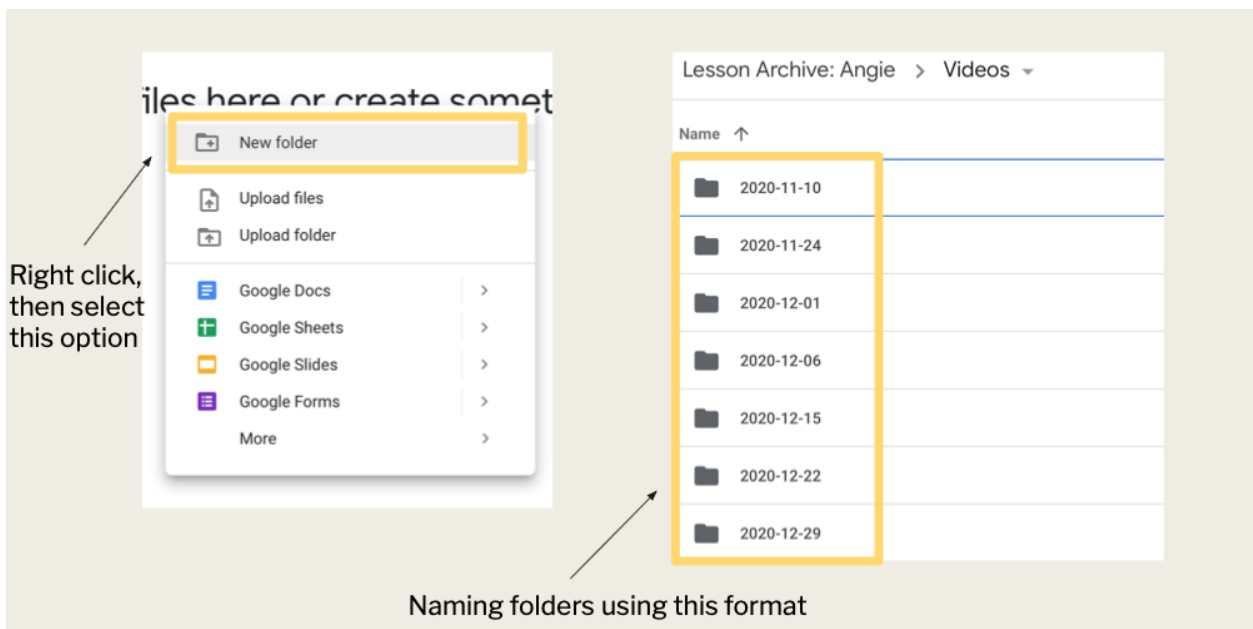 iles here or create somet
New folder
Upload files
Upload folder
Google Docs
Google Sheets
Google Slides
Google Forms
More
Right click,
then select
this option
Lesson Archive: Angie > Videos
Name
2020-11-10
2020-11-24
2020-12-01
2020-12-06
2020-12-15
2020-12-22
2020-12-29
Naming folders using this format